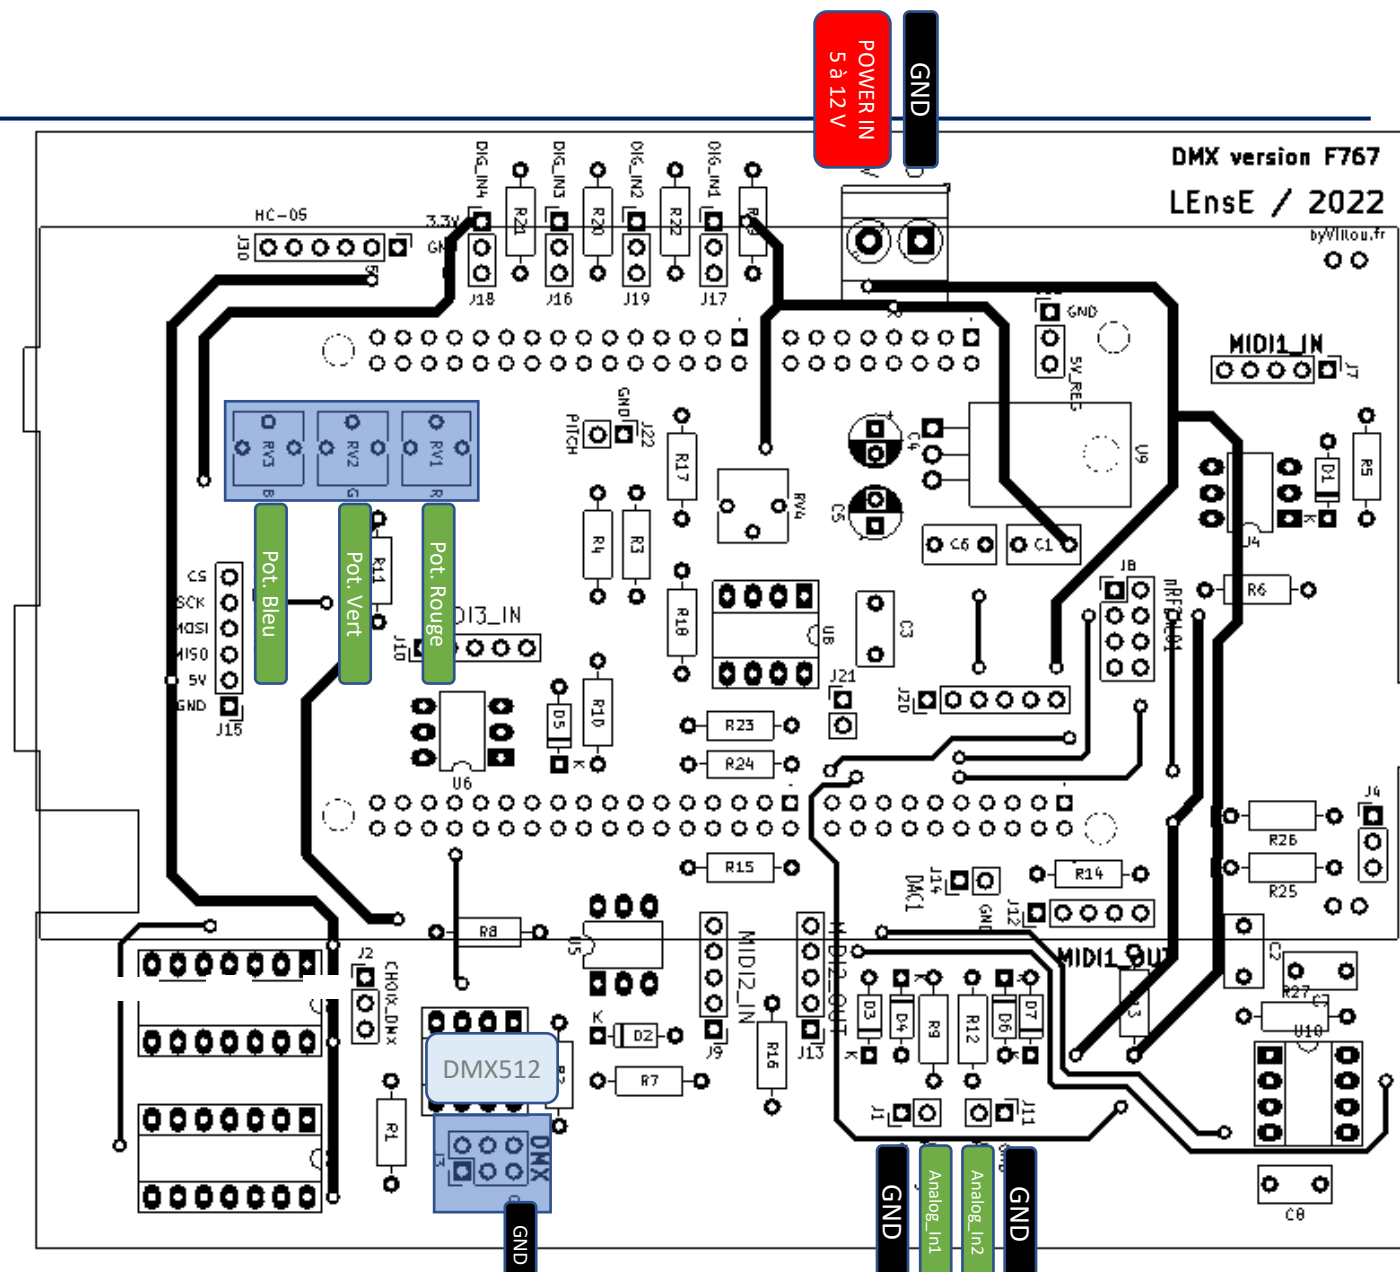 POWER IN
5 à 12 V
GND
DMX version F767
LEnsE / 2022
byVillou.fr
DIG_IN4
DIG_IN3
DIG_IN2
DIG_IN1
R21
R20
R22
HC-05
J30
3.3V
J18
J16
J19
J17
GND
5V_REG
MIDI1_IN
J7
RV3
RV2
RV1
B
G
R
PITCH
GND
J22
R17
RV4
C4
C5
U9
D1
K
R5
J4
C6
C1
R4
R3
Pot. Bleu
Pot. Vert
Pot. Rouge
R11
CS
SCK
MOSI
MISO
5V
GND
J15
J10
DI3_IN
R18
U8
C3
J8
nRF24L01
R6
J21
J20
R10
D5
K
U6
R23
R24
R15
R14
J14
DAC1
GND
J12
R26
R25
J4
R8
U5
J2
CHOIX_DMX
MIDI2_IN
J9
J13
MIDI1_OUT
C2
R27
U10
K
D2
R7
R16
D3
K
D4
K
R9
R12
D6
K
D7
K
DMX512
R1
J3
DMX
J1
J11
C8
GND
GND
Analog_In1
Analog_In2
GND